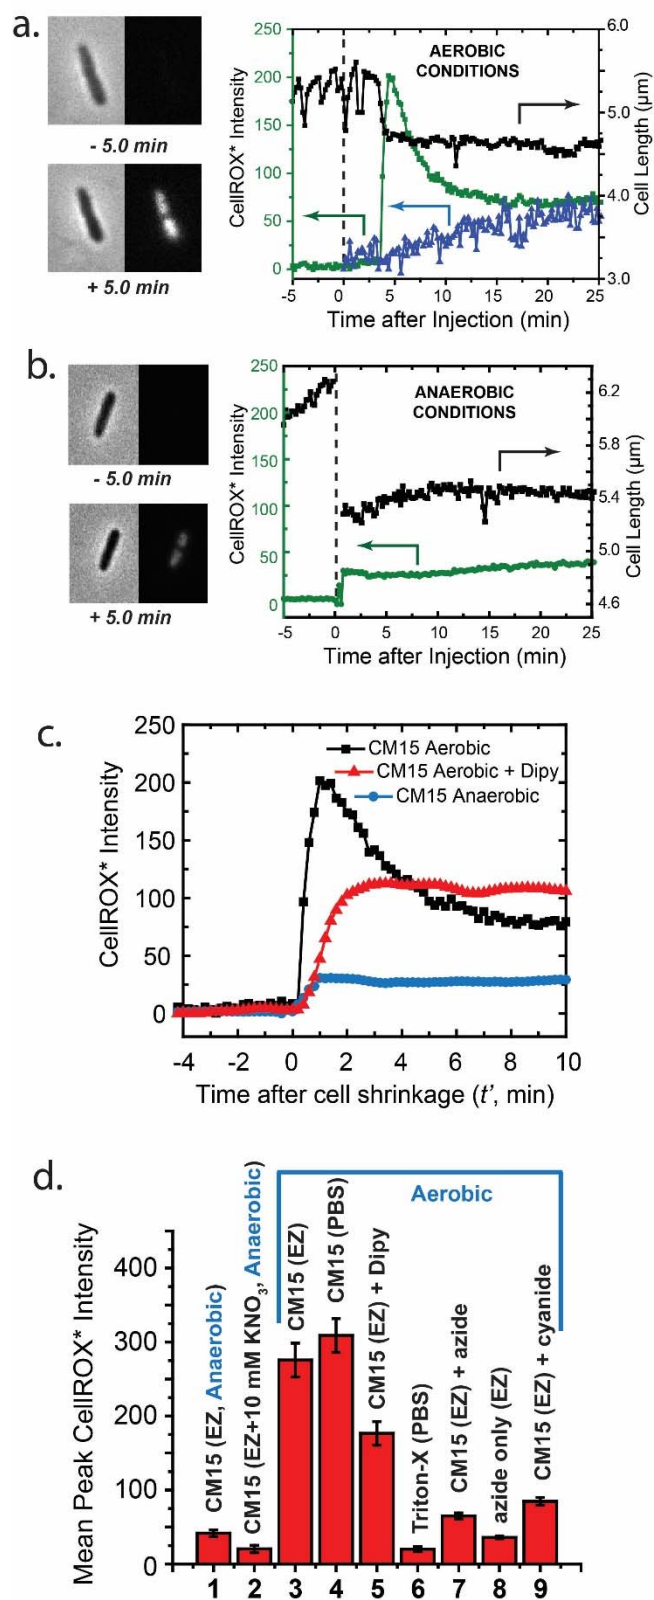 a.
- 5.0 min
+ 5.0 min
AEROBIC
CONDITIONS
CellROX* Intensity
250
200
150
100
50
0
6.0
5.0
4.0
3.0
Cell Length (μm)
-5 0 5 10 15 20 25
Time after Injection (min)
b.
- 5.0 min
+ 5.0 min
ANAEROBIC
CONDITIONS
CellROX* Intensity
250
200
150
100
50
0
6.2
5.8
5.4
5.0
4.6
Cell Length (μm)
-5 0 5 10 15 20 25
Time after Injection (min)
c.
CellROX* Intensity
250
200
150
100
50
0
CM15 Aerobic
CM15 Aerobic + Dipy
CM15 Anaerobic
-4 -2 0 2 4 6 8 10
Time after cell shrinkage (t', min)
d.
Aerobic
Mean Peak CellROX* Intensity
400
300
200
100
0
CM15 (EZ, Anaerobic)
CM15 (EZ+10 mM KNO3, Anaerobic)
CM15 (EZ)
CM15 (PBS)
CM15 (EZ) + Dipy
Triton-X (PBS)
CM15 (EZ) + azide
azide only (EZ)
CM15 (EZ) + cyanide
1 2 3 4 5 6 7 8 9